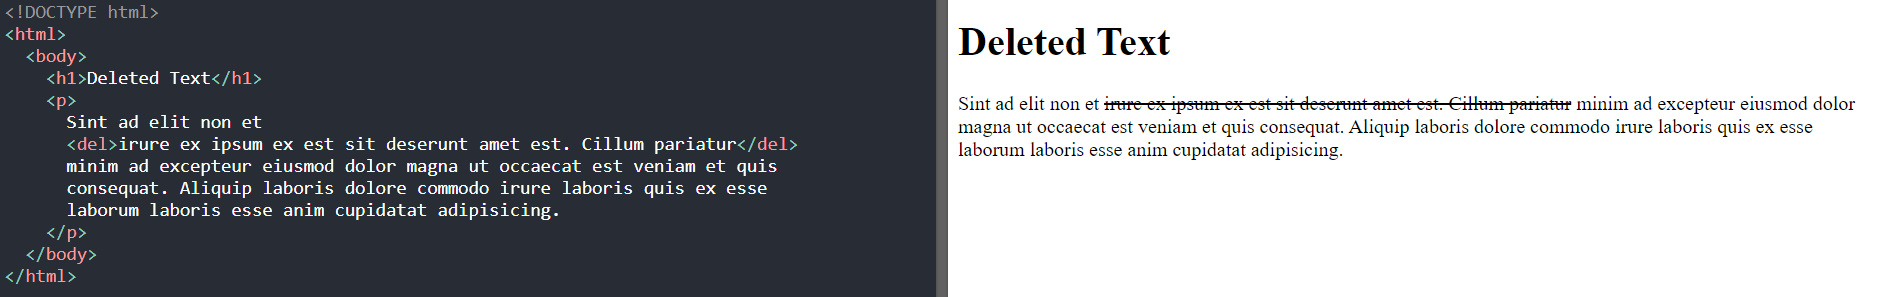 <!DOCTYPE html>
<html>
<body>
<h1>Deleted Text</h1>
<p>
Sint ad elit non et
<del>irure ex ipsum ex est sit deserunt amet est. Cillum pariatur</del>
minim ad excepteur eiusmod dolor magna ut occaecat est veniam et quis
consequat. Aliquip laboris dolore commodo irure laboris quis ex esse
laborum laboris esse anim cupidatat adipisicing.
</p>
</body>
</html>
Deleted Text
Sint ad elit non et irure ex ipsum ex est sit deserunt amet est. Cillum pariatur minim ad excepteur eiusmod dolor
magna ut occaecat est veniam et quis consequat. Aliquip laboris dolore commodo irure laboris quis ex esse
laborum laboris esse anim cupidatat adipisicing.